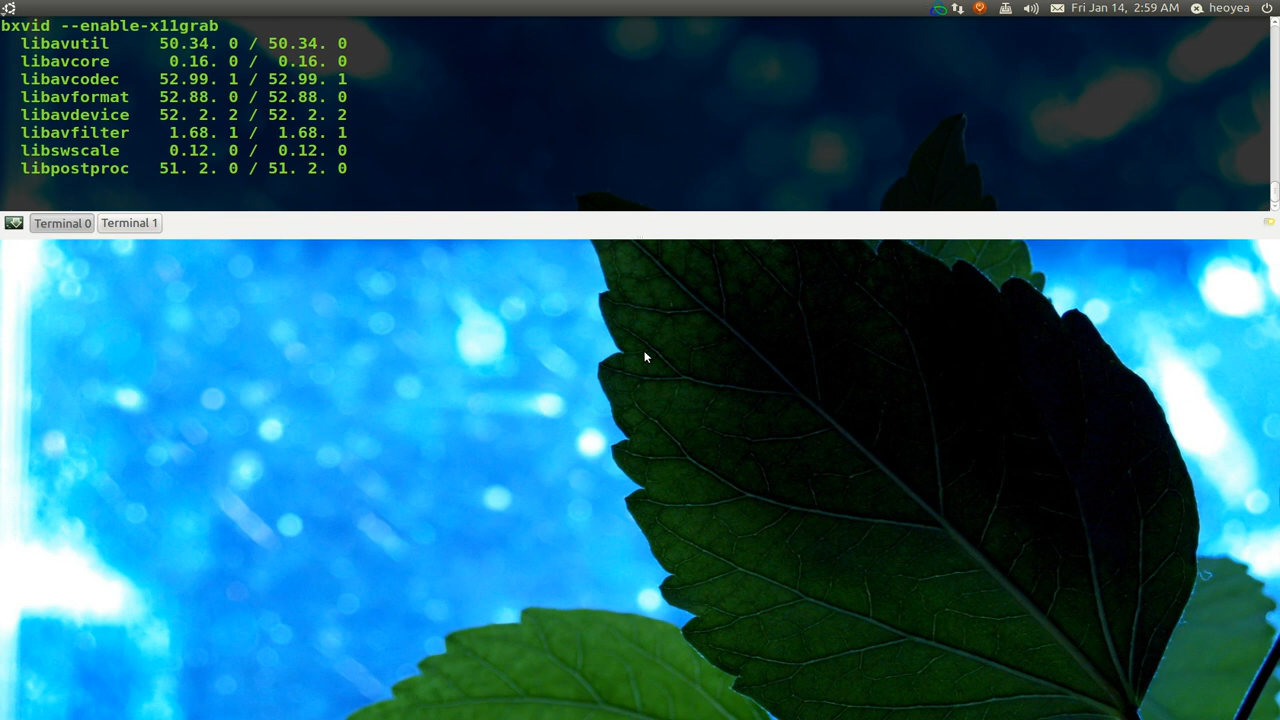 Fri Jan 14, 2:59 AM heoyea
bxvid --enable-x11grab
libavutil 50.34. 0 / 50.34. 0
libavcore 0.16. 0 / 0.16. 0
libavcodec 52.99. 1 / 52.99. 1
libavformat 52.88. 0 / 52.88. 0
libavdevice 52. 2. 2 / 52. 2. 2
libavfilter 1.68. 1 / 1.68. 1
libswscale 0.12. 0 / 0.12. 0
libpostproc 51. 2. 0 / 51. 2. 0
Terminal 0 Terminal 1